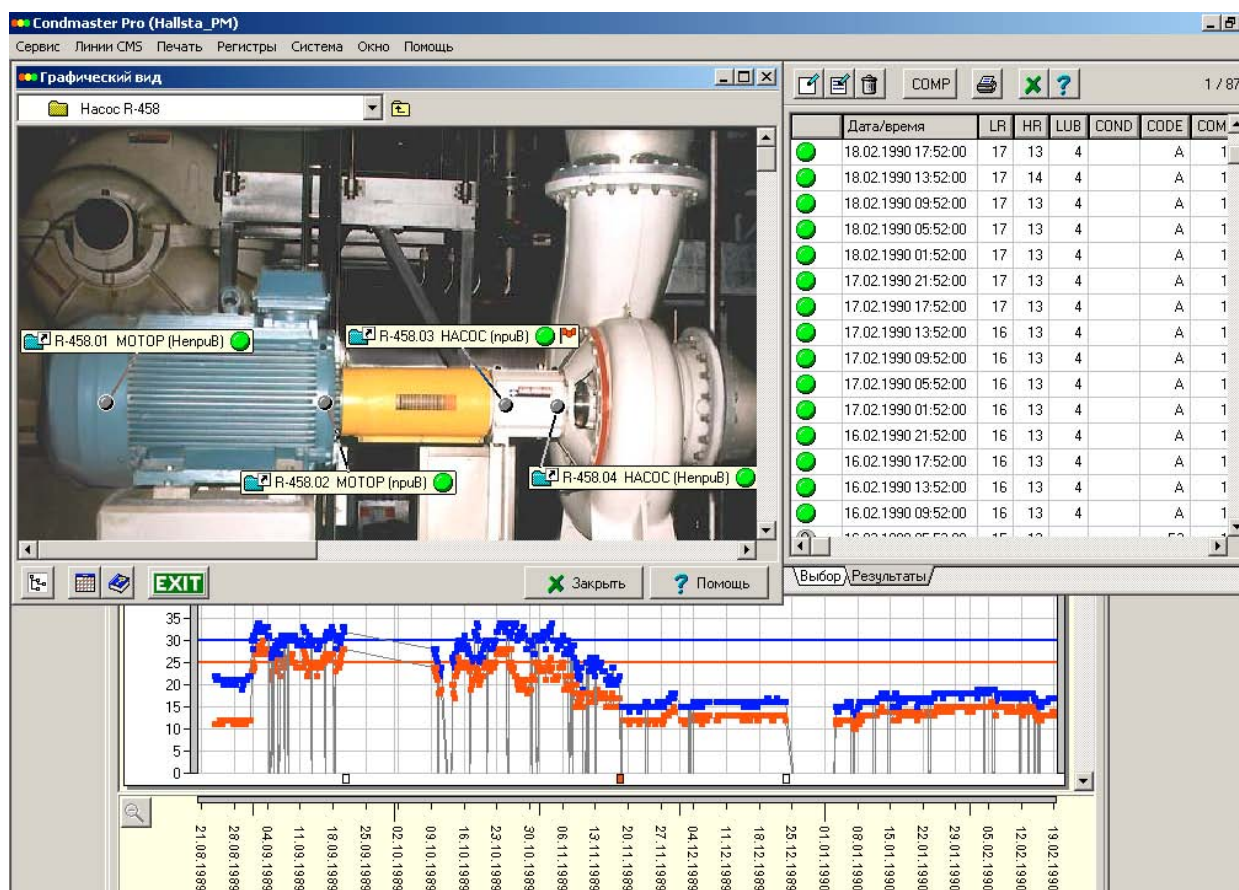 Condmaster Pro (Hallsta_PM)
Сервис Линии CMS Печать Регистры Система Окно Помощь
Графический вид
Насос R-458
R-458.01 МОТОР (НеприВ)
R-458.03 НАСОС (приВ)
R-458.02 МОТОР (приВ)
R-458.04 НАСОС (НеприВ)
EXIT
Закрыть
Помощь
COMP
1 / 87
Дата/время LR HR LUB COND CODE COM
18.02.1990 17:52:00 17 13 4 A 1
18.02.1990 13:52:00 17 14 4 A 1
18.02.1990 09:52:00 17 13 4 A 1
18.02.1990 05:52:00 17 13 4 A 1
18.02.1990 01:52:00 17 13 4 A 1
17.02.1990 21:52:00 17 13 4 A 1
17.02.1990 17:52:00 17 13 4 A 1
17.02.1990 13:52:00 16 13 4 A 1
17.02.1990 09:52:00 16 13 4 A 1
17.02.1990 05:52:00 16 13 4 A 1
17.02.1990 01:52:00 16 13 4 A 1
16.02.1990 21:52:00 16 13 4 A 1
16.02.1990 17:52:00 16 13 4 A 1
16.02.1990 13:52:00 16 13 4 A 1
16.02.1990 09:52:00 16 13 4 A 1
Выбор Результаты
35
30
25
20
15
10
5
0
21.08.1989
28.08.1989
04.09.1989
11.09.1989
18.09.1989
25.09.1989
02.10.1989
09.10.1989
16.10.1989
23.10.1989
30.10.1989
06.11.1989
13.11.1989
20.11.1989
27.11.1989
04.12.1989
11.12.1989
18.12.1989
25.12.1989
01.01.1990
08.01.1990
15.01.1990
22.01.1990
29.01.1990
05.02.1990
12.02.1990
19.02.1990